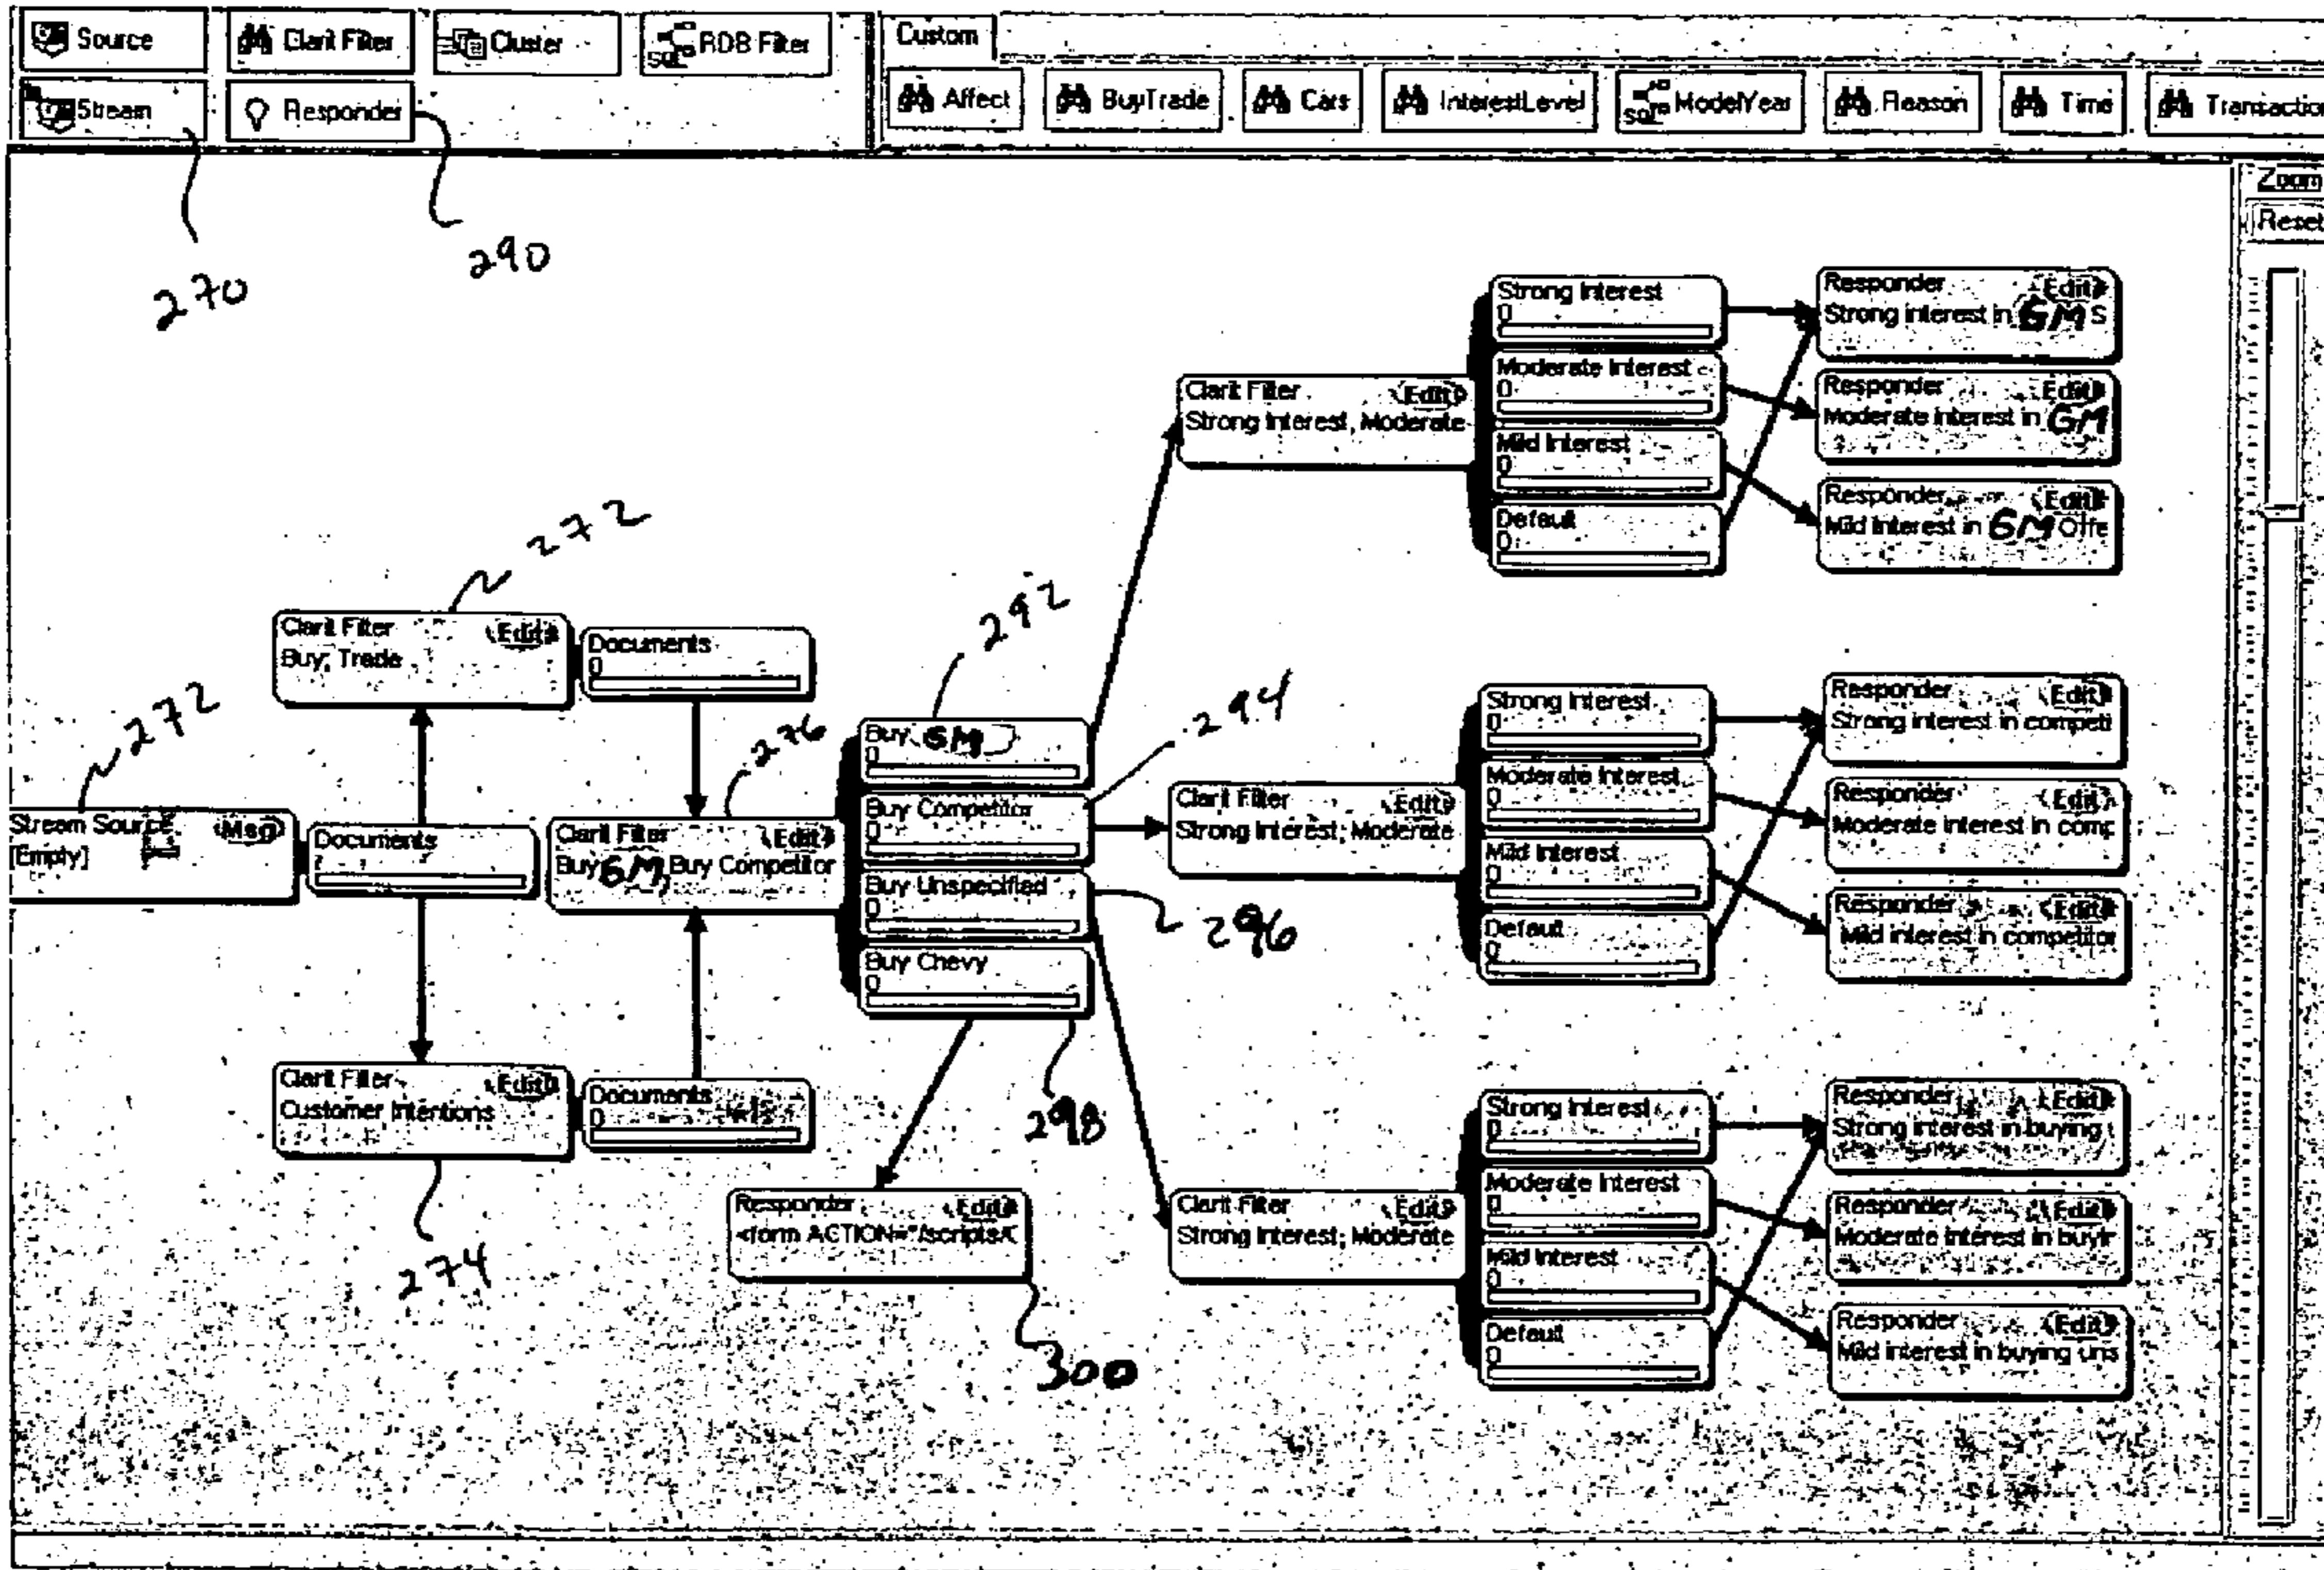 Source
Clarit Filter
Cluster
RDB Filter
Custom
Stream
Responder
Affect
BuyTrade
Cars
InterestLevel
ModelYear
Reason
Time
Transaction
Zoom
Reset
270
290
272
Stream Source
[Empty]
Msg
Documents
272
Clarit Filter
Edit
Buy; Trade
Documents
0
274
Clarit Filter
Edit
Customer Intentions
Documents
0
276
Clarit Filter
Edit
Buy GM, Buy Competitor
292
Buy GM
0
294
Buy Competitor
0
296
Buy Unspecified
0
298
Buy Chevy
0
Responder
Edit
<form ACTION="/scripts/C
300
Clarit Filter
Edit
Strong Interest, Moderate
Strong Interest
0
Moderate Interest
0
Mild Interest
0
Default
0
Responder
Edit
Strong interest in GM S
Responder
Edit
Moderate interest in GM
Responder
Edit
Mild interest in GM Offe
Clarit Filter
Edit
Strong Interest; Moderate
Strong Interest
0
Moderate Interest
0
Mild Interest
0
Default
0
Responder
Edit
Strong interest in competi
Responder
Edit
Moderate interest in comp
Responder
Edit
Mild interest in competitor
Clarit Filter
Edit
Strong Interest; Moderate
Strong Interest
0
Moderate Interest
0
Mild Interest
0
Default
0
Responder
Edit
Strong interest in buying
Responder
Edit
Moderate interest in buyin
Responder
Edit
Mild interest in buying uns